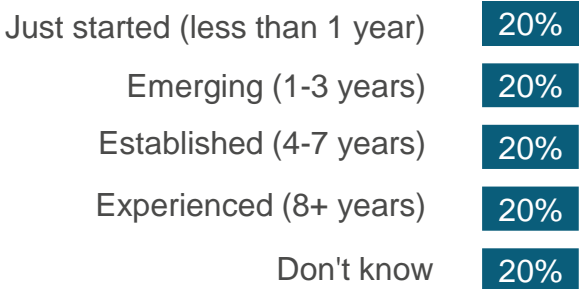 Just started (less than 1 year) 20%
Emerging (1-3 years) 20%
Established (4-7 years) 20%
Experienced (8+ years) 20%
Don't know 20%